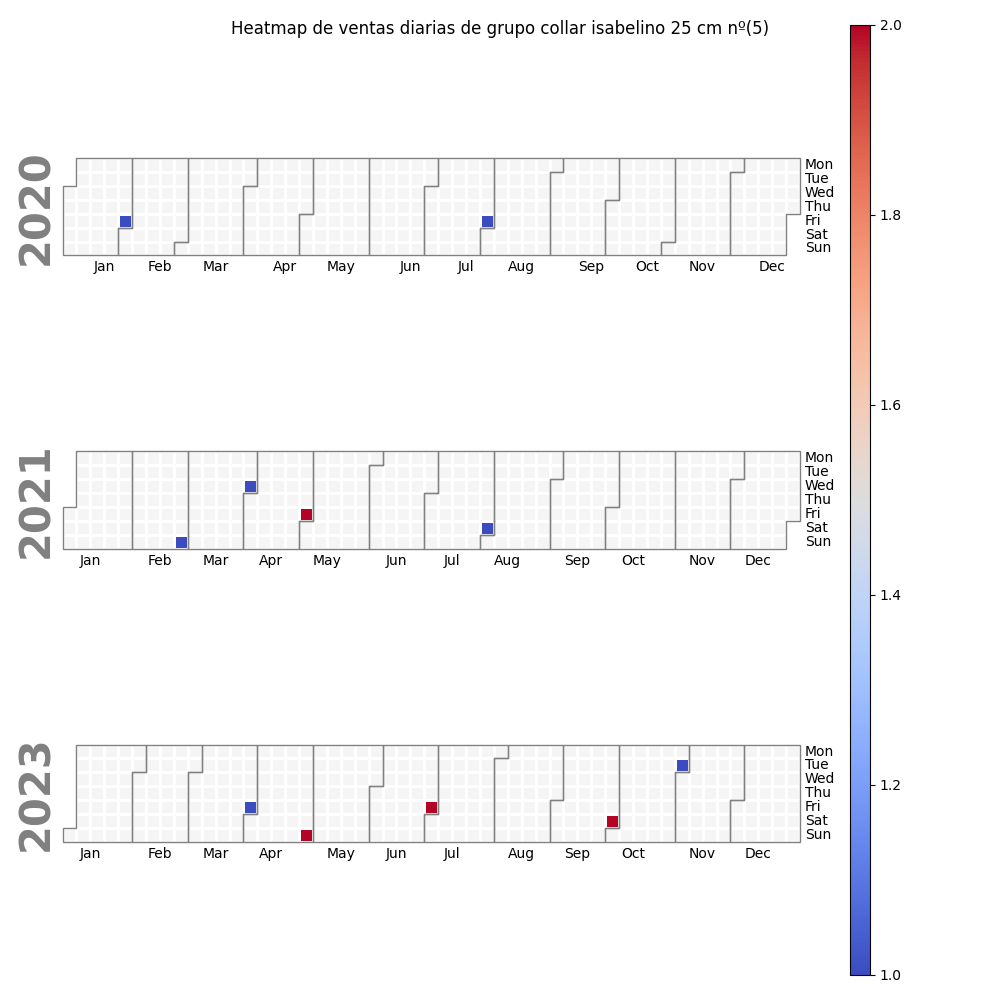 Heatmap de ventas diarias de grupo collar isabelino 25 cm nº(5)
2020
Mon
Tue
Wed
Thu
Fri
Sat
Sun
Jan Feb Mar Apr May Jun Jul Aug Sep Oct Nov Dec
2021
Mon
Tue
Wed
Thu
Fri
Sat
Sun
Jan Feb Mar Apr May Jun Jul Aug Sep Oct Nov Dec
2023
Mon
Tue
Wed
Thu
Fri
Sat
Sun
Jan Feb Mar Apr May Jun Jul Aug Sep Oct Nov Dec
2.0
1.8
1.6
1.4
1.2
1.0